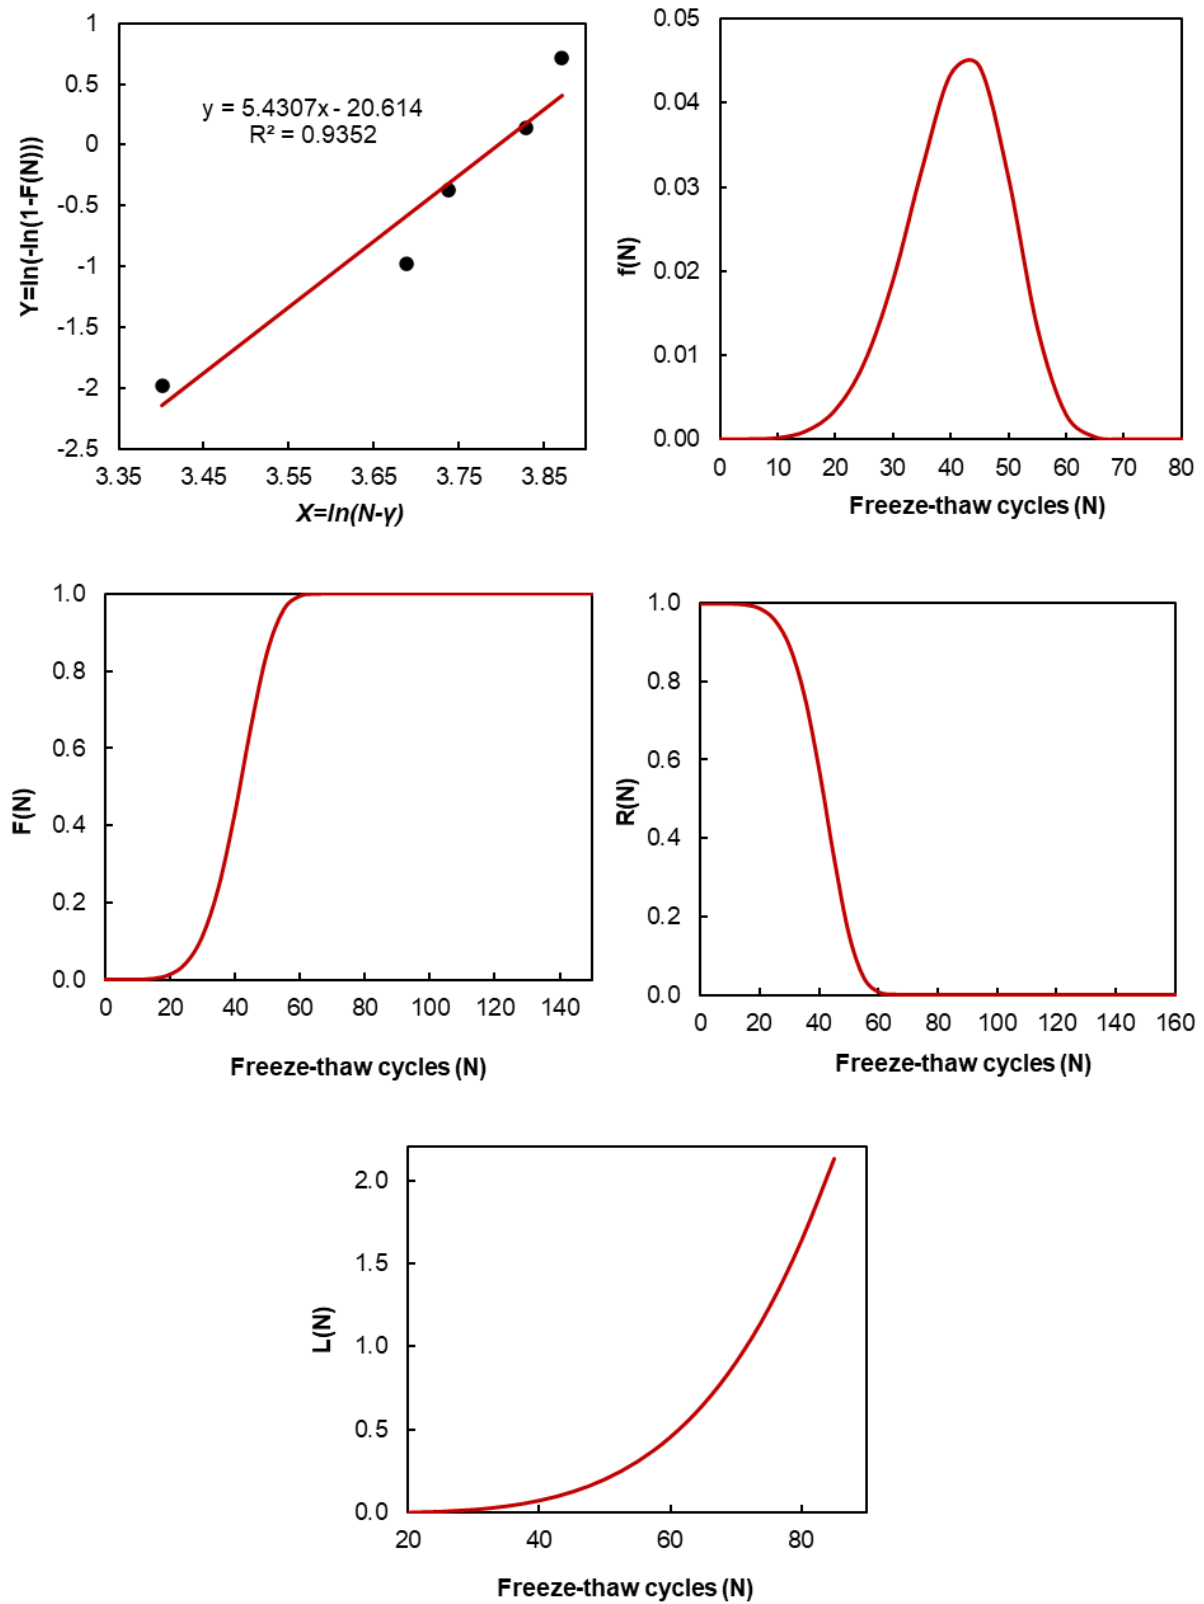 1
0.5
0
-0.5
-1
-1.5
-2
-2.5
Y=ln(-ln(1-F(N)))
y = 5.4307x - 20.614
R² = 0.9352
3.35 3.45 3.55 3.65 3.75 3.85
X=ln(N-γ)
0.05
0.04
0.03
0.02
0.01
0.00
f(N)
0 10 20 30 40 50 60 70 80
Freeze-thaw cycles (N)
1.0
0.8
0.6
0.4
0.2
0.0
F(N)
0 20 40 60 80 100 120 140
Freeze-thaw cycles (N)
1.0
0.8
0.6
0.4
0.2
0.0
R(N)
0 20 40 60 80 100 120 140 160
Freeze-thaw cycles (N)
2.0
1.5
1.0
0.5
0.0
L(N)
20 40 60 80
Freeze-thaw cycles (N)